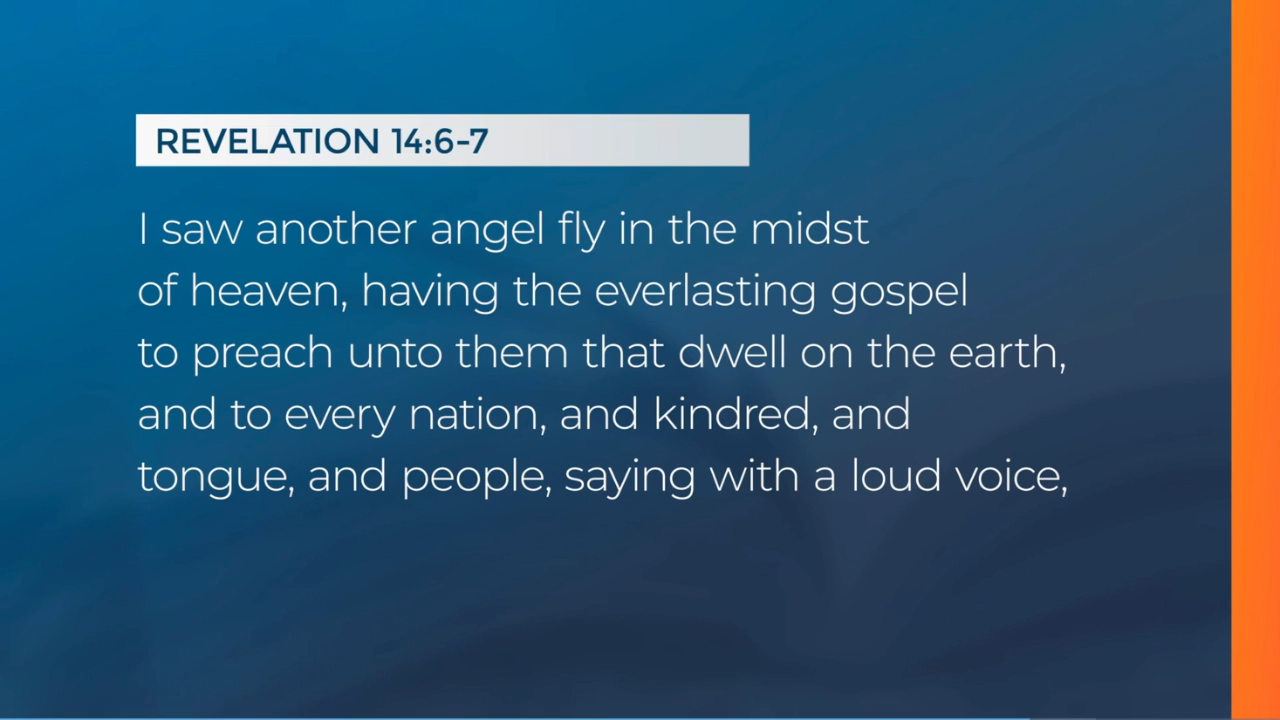 REVELATION 14:6-7
I saw another angel fly in the midst
of heaven, having the everlasting gospel
to preach unto them that dwell on the earth,
and to every nation, and kindred, and
tongue, and people, saying with a loud voice,